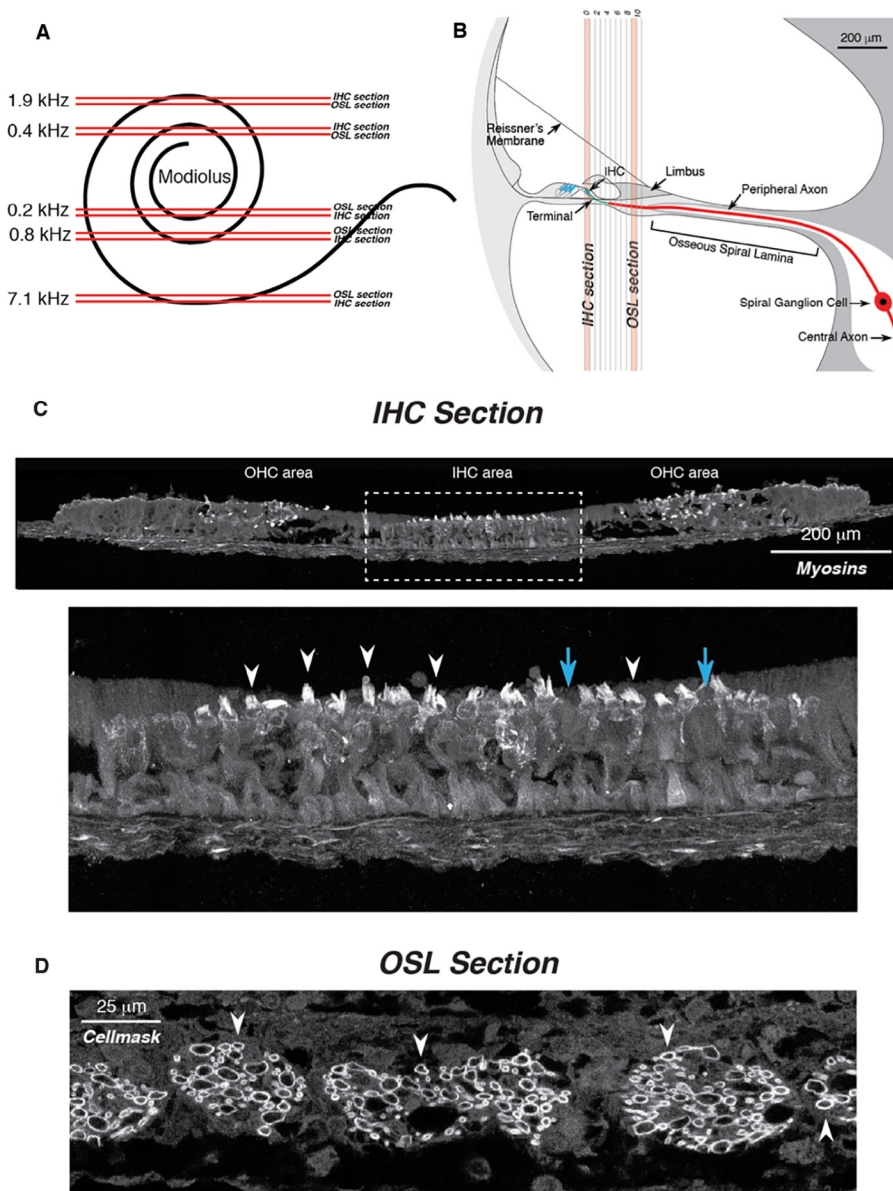 A
1.9 kHz
IHC section
OSL section
0.4 kHz
IHC section
OSL section
Modiolus
0.2 kHz
OSL section
IHC section
0.8 kHz
OSL section
IHC section
7.1 kHz
OSL section
IHC section
B
0
2
4
6
8
10
200 μm
Reissner's
Membrane
IHC
Limbus
Peripheral Axon
Terminal
Osseous Spiral Lamina
IHC section
OSL section
Spiral Ganglion Cell
Central Axon
C
IHC Section
OHC area
IHC area
OHC area
200 μm
Myosins
D
OSL Section
25 μm
Cellmask